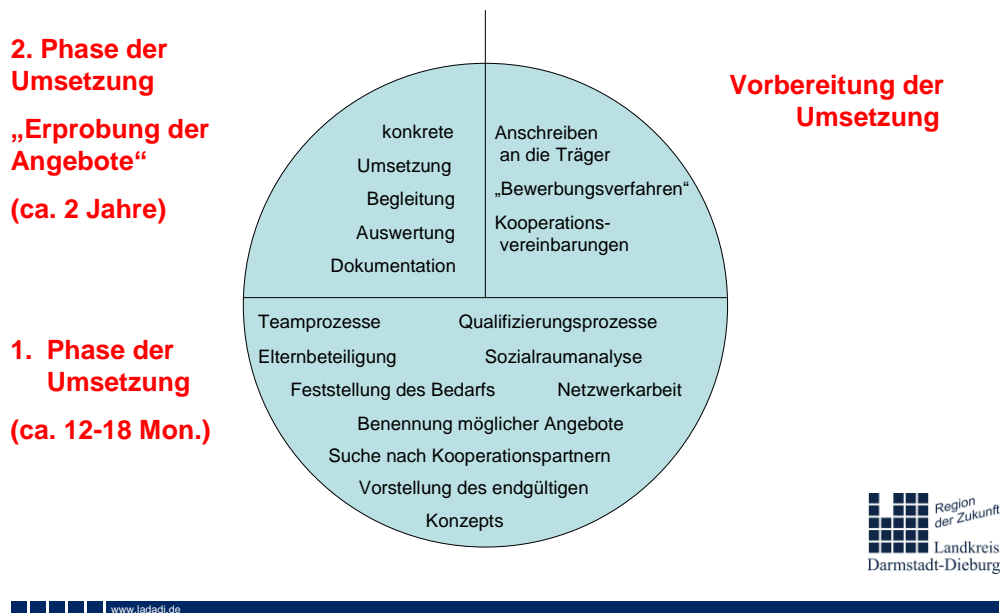 2. Phase der
Umsetzung
„Erprobung der
Angebote“
(ca. 2 Jahre)
konkrete
Umsetzung
Begleitung
Auswertung
Dokumentation
Anschreiben
an die Träger
„Bewerbungsverfahren“
Kooperations-
vereinbarungen
Vorbereitung der
Umsetzung
1. Phase der
Umsetzung
(ca. 12-18 Mon.)
Teamprozesse Qualifizierungsprozesse
Elternbeteiligung Sozialraumanalyse
Feststellung des Bedarfs Netzwerkarbeit
Benennung möglicher Angebote
Suche nach Kooperationspartnern
Vorstellung des endgültigen
Konzepts
Region
der Zukunft
Landkreis
Darmstadt-Dieburg
www.ladadi.de